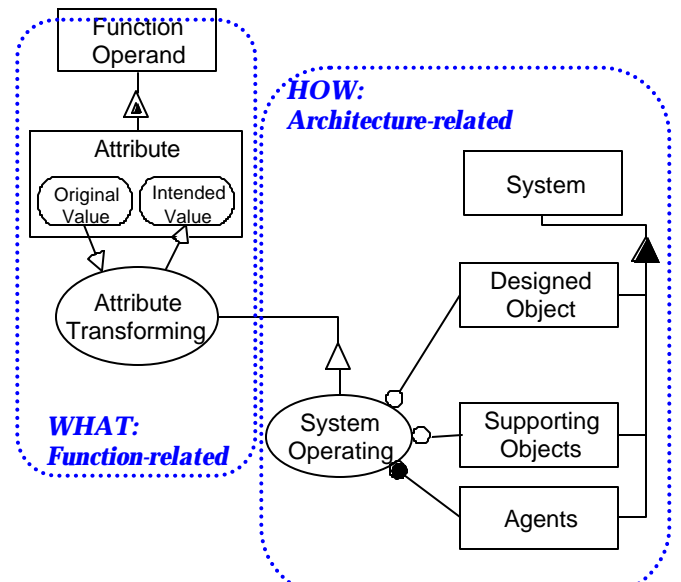 Function
Operand
Attribute
Original
Value
Intended
Value
Attribute
Transforming
WHAT:
Function-related
HOW:
Architecture-related
System
Designed
Object
System
Operating
Supporting
Objects
Agents